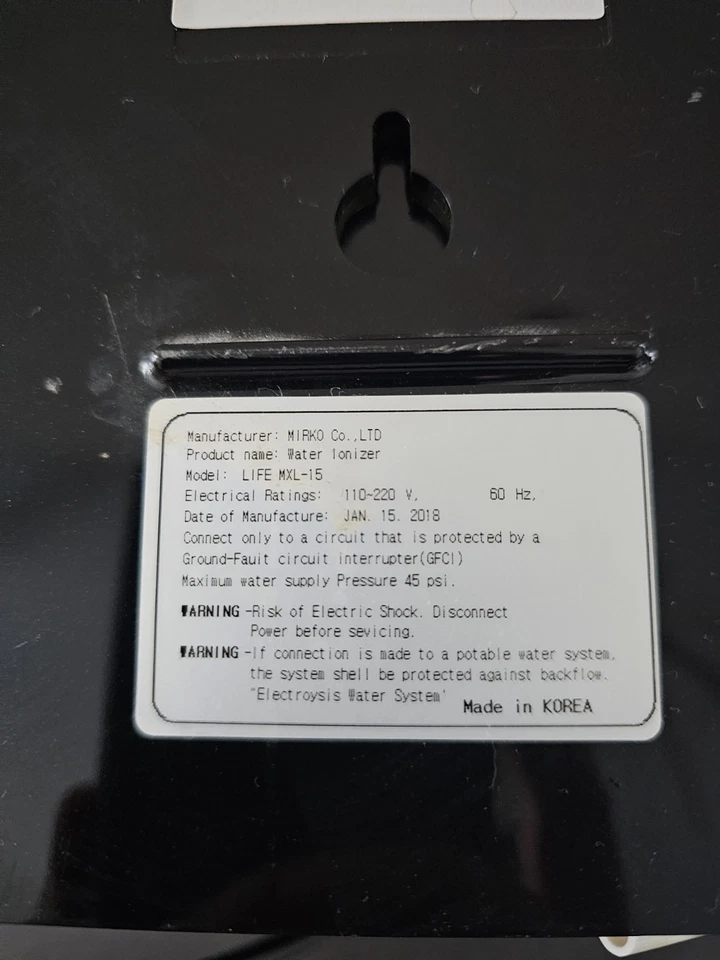 Manufacturer: MIRKO Co.,LTD
Product name: Water Ionizer
Model: LIFE MXL-15
Electrical Ratings: 110~220 V, 60 Hz,
Date of Manufacture: JAN. 15. 2018
Connect only to a circuit that is protected by a
Ground-Fauit circuit interrupter(GFCI)
Maximum water supply Pressure 45 psi.
WARNING -Risk of Electric Shock. Disconnect
Power before sevicing.
WARNING -If connection is made to a potable water system,
the system shell be protected against backflow.
"Electroysis Water System'
Made in KOREA